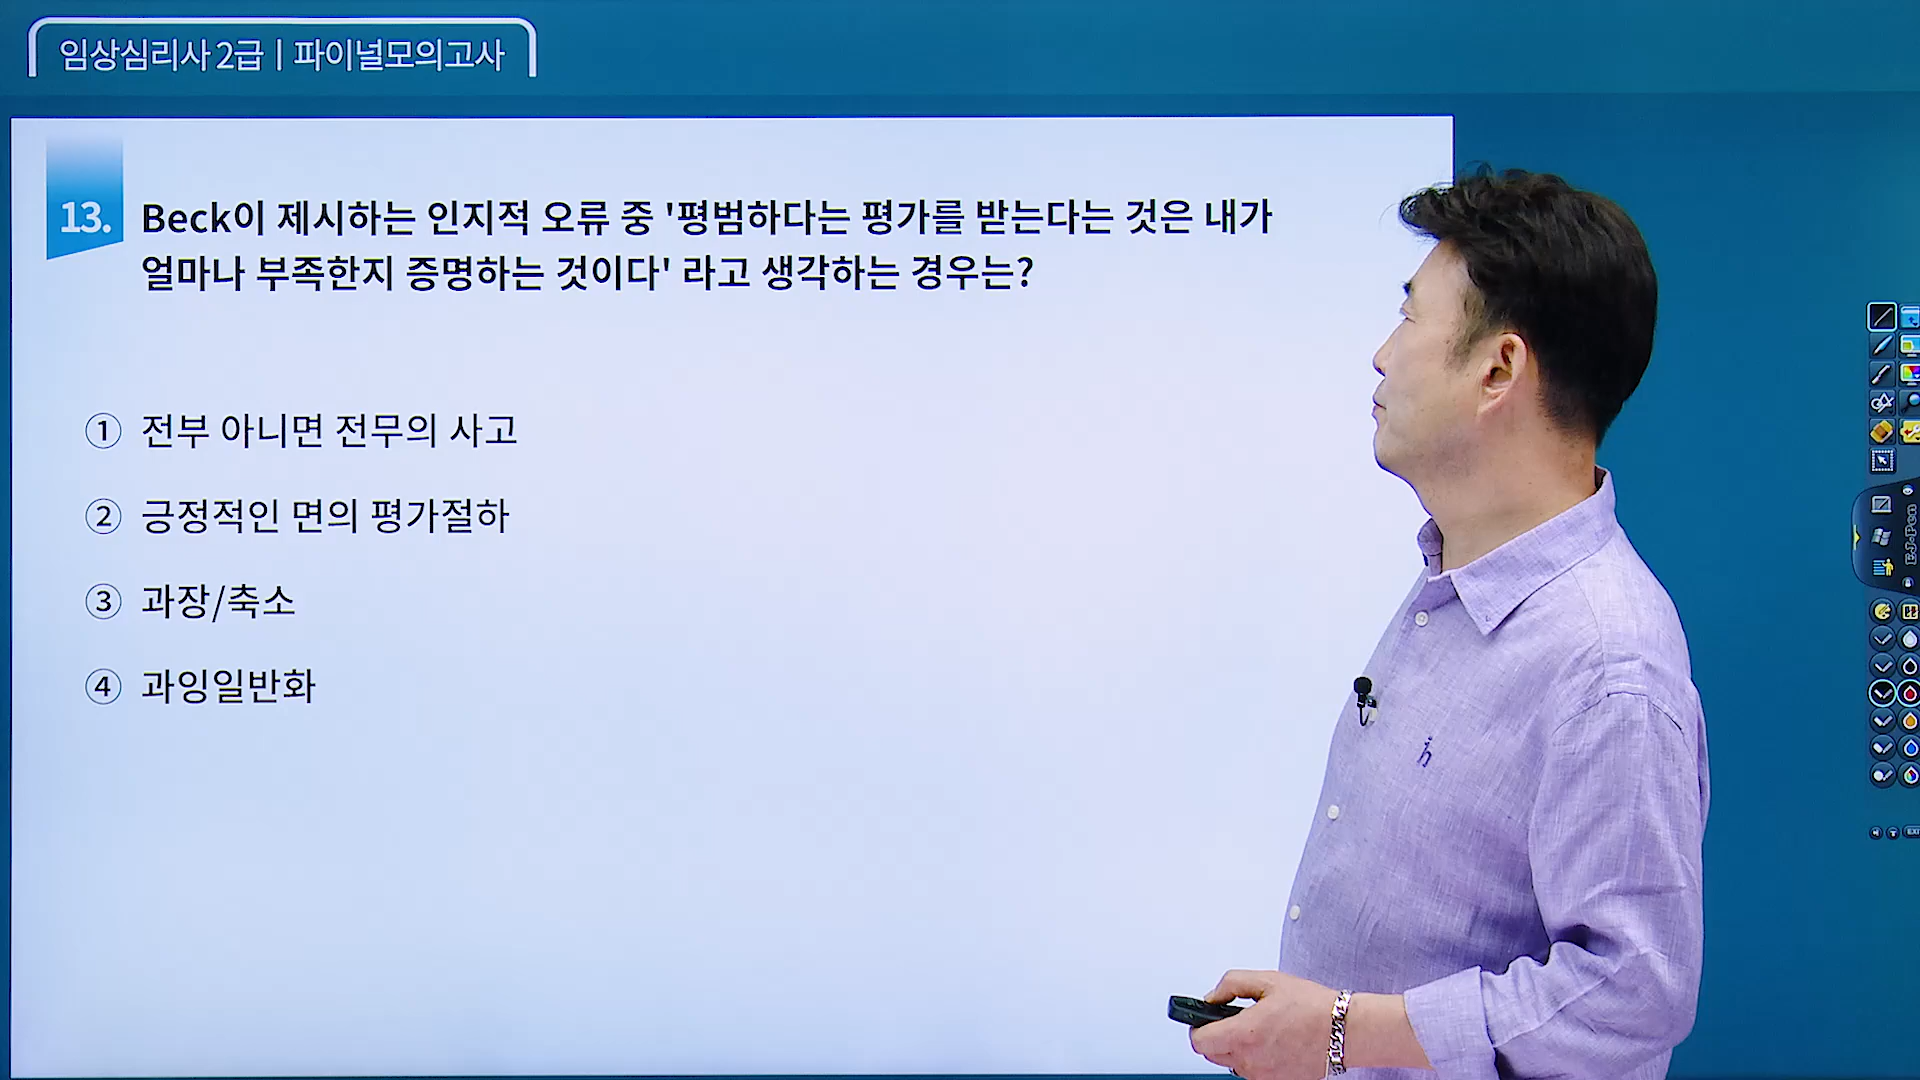 임상심리사 2급 | 파이널모의고사
13. Beck이 제시하는 인지적 오류 중 '평범하다는 평가를 받는다는 것은 내가
얼마나 부족한지 증명하는 것이다' 라고 생각하는 경우는?
① 전부 아니면 전무의 사고
② 긍정적인 면의 평가절하
③ 과장/축소
④ 과잉일반화
EJ-Pen
EXI